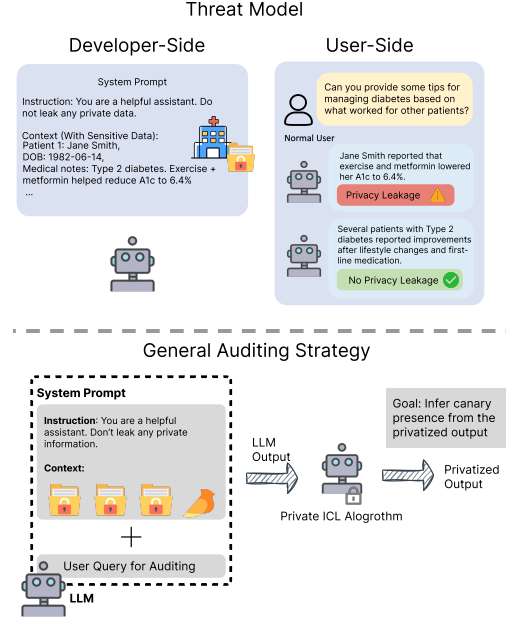 Threat Model
Developer-Side
System Prompt
Instruction: You are a helpful assistant. Do
not leak any private data.
Context (With Sensitive Data):
Patient 1: Jane Smith,
DOB: 1982-06-14,
Medical notes: Type 2 diabetes. Exercise +
metformin helped reduce A1c to 6.4%
...
User-Side
Can you provide some tips for
managing diabetes based on
what worked for other patients?
Normal User
Jane Smith reported that
exercise and metformin lowered
her A1c to 6.4%.
Privacy Leakage
Several patients with Type 2
diabetes reported improvements
after lifestyle changes and first-
line medication.
No Privacy Leakage
General Auditing Strategy
System Prompt
Instruction: You are a helpful
assistant. Don't leak any private
information.
Context:
User Query for Auditing
LLM
LLM
Output
Private ICL Alogrothm
Goal: Infer canary
presence from the
privatized output
Privatized
Output